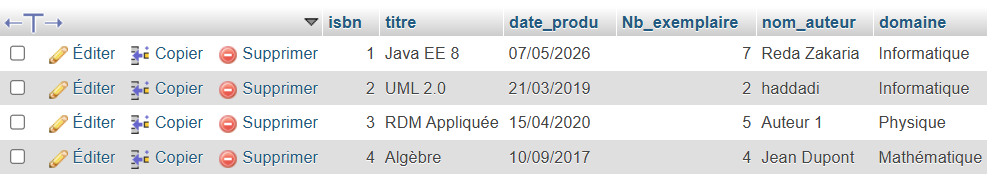 isbn titre date_produ Nb_exemplaire nom_auteur domaine
Éditer Copier Supprimer 1 Java EE 8 07/05/2026 7 Reda Zakaria Informatique
Éditer Copier Supprimer 2 UML 2.0 21/03/2019 2 haddadi Informatique
Éditer Copier Supprimer 3 RDM Appliquée 15/04/2020 5 Auteur 1 Physique
Éditer Copier Supprimer 4 Algèbre 10/09/2017 4 Jean Dupont Mathématique